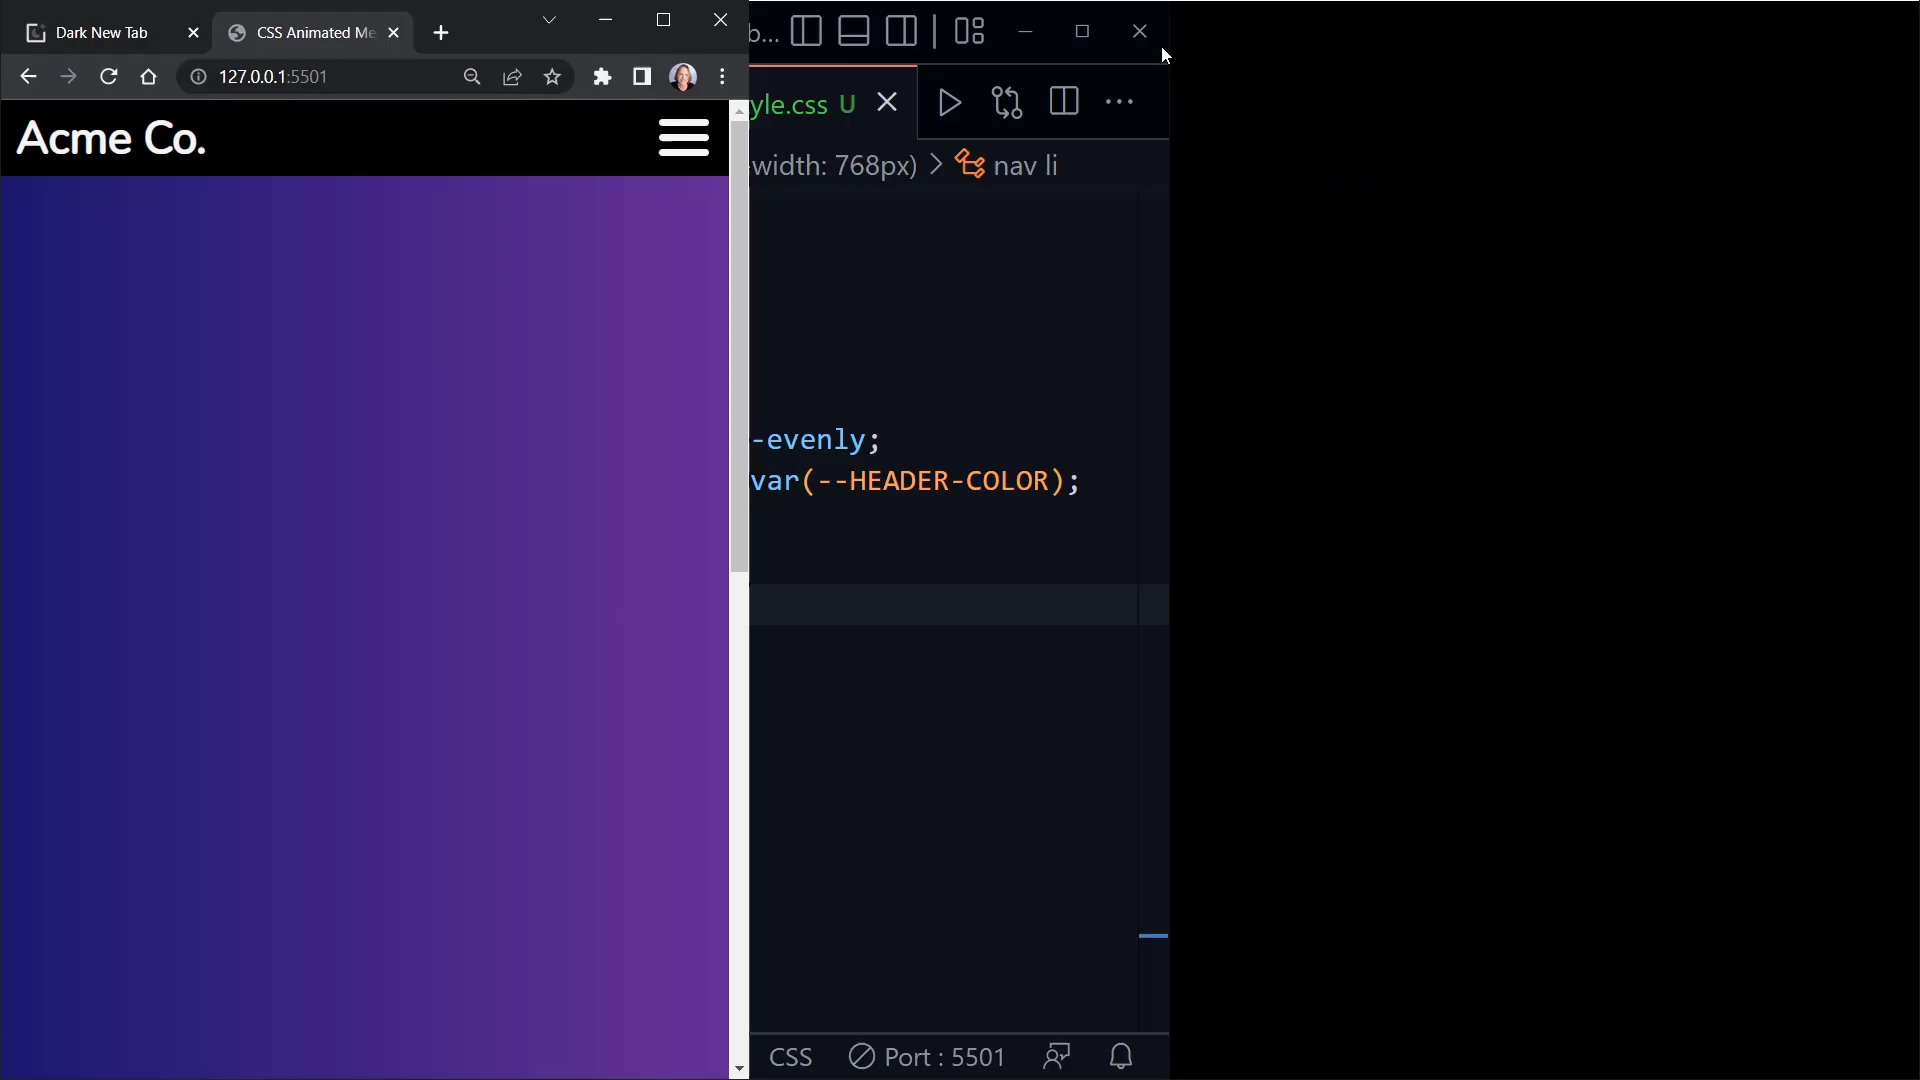 Dark New Tab
CSS Animated Me
127.0.0.1:5501
Acme Co.
b...
yle.css U
-width: 768px) > nav li
-evenly;
var(--HEADER-COLOR);
CSS
Port : 5501